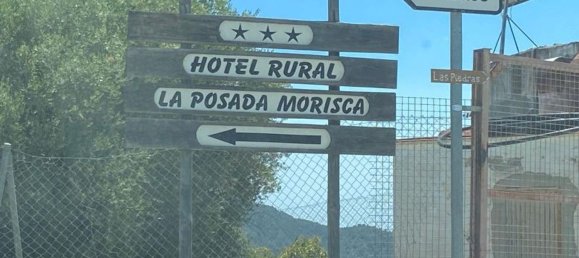 HOTEL RURAL
LA POSADA MORISCA
Las Piedras